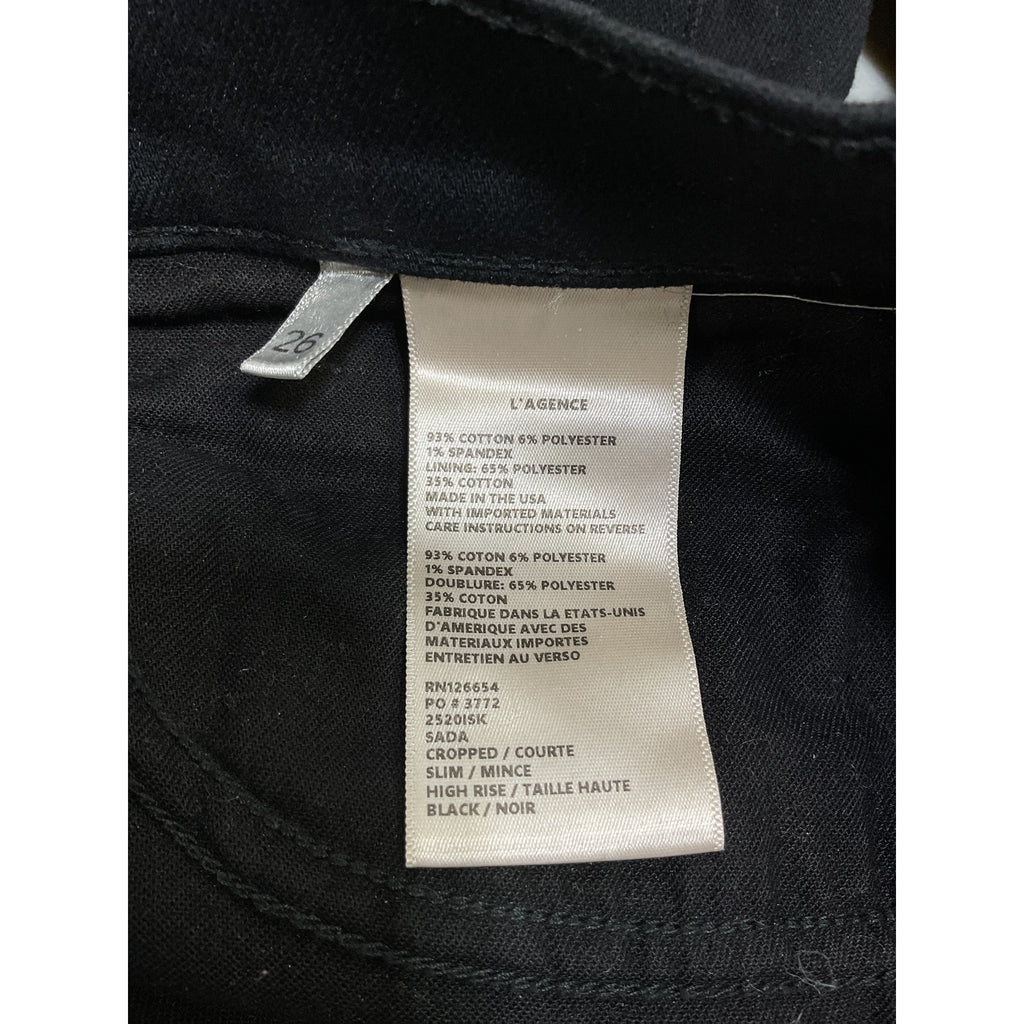 26
L'AGENCE
93% COTTON 6% POLYESTER
1% SPANDEX
LINING: 65% POLYESTER
35% COTTON
MADE IN THE USA
WITH IMPORTED MATERIALS
CARE INSTRUCTIONS ON REVERSE
93% COTON 6% POLYESTER
1% SPANDEX
DOUBLURE: 65% POLYESTER
35% COTON
FABRIQUE DANS LA ETATS-UNIS
D'AMERIQUE AVEC DES
MATERIAUX IMPORTES
ENTRETIEN AU VERSO
RN126654
PO # 3772
2520ISK
SADA
CROPPED / COURTE
SLIM / MINCE
HIGH RISE / TAILLE HAUTE
BLACK / NOIR